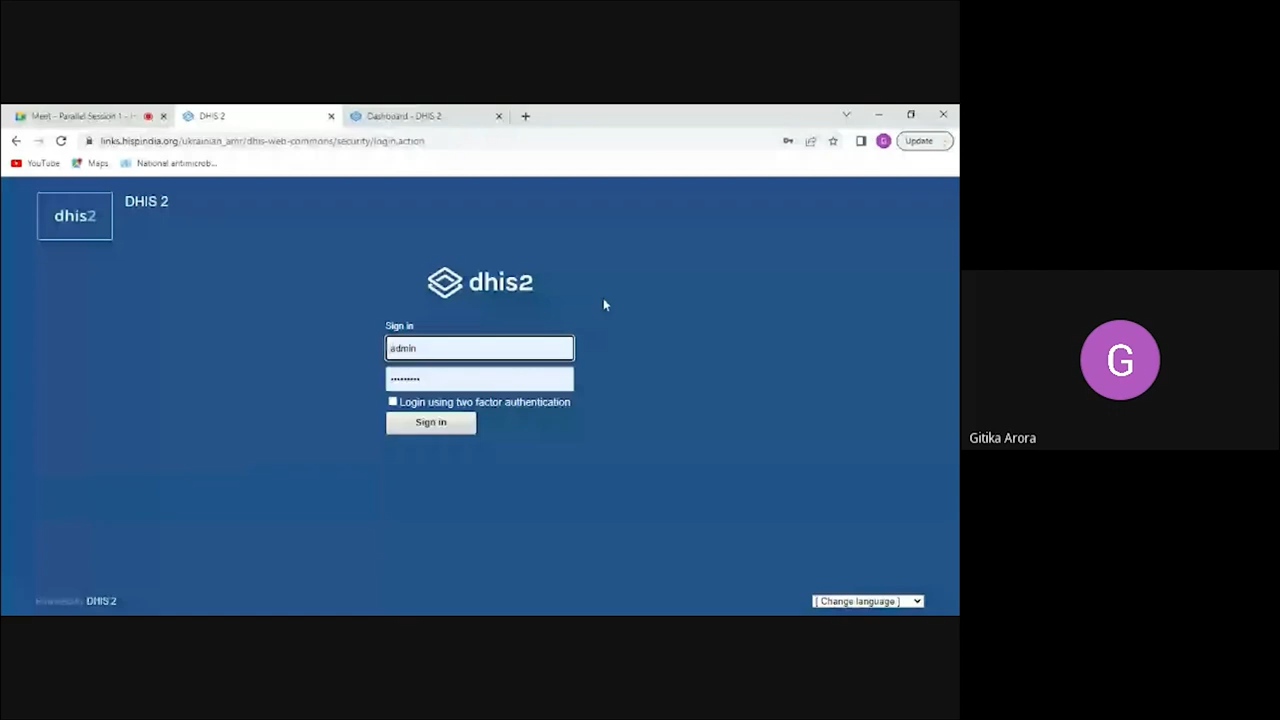 Meet - Parallel Session 1 -
DHIS 2
Dashboard - DHIS 2
links.hispindia.org/ukrainian_amr/dhis-web-commons/security/login.action
Update
YouTube
Maps
National antimicrob...
dhis2
DHIS 2
dhis2
Sign in
admin
Login using two factor authentication
Sign in
DHIS 2
[ Change language ]
G
Gitika Arora